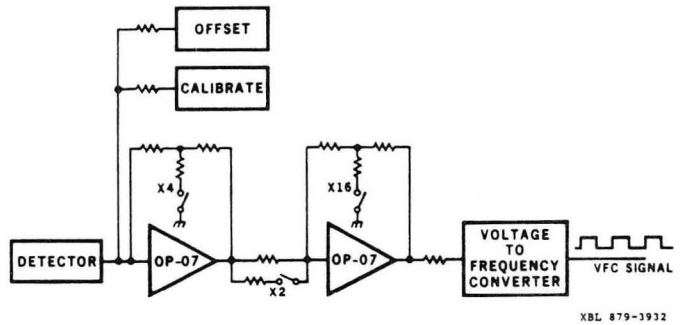 OFFSET
CALIBRATE
X4
X16
DETECTOR
OP-07
X2
OP-07
VOLTAGE
TO
FREQUENCY
CONVERTER
VFC SIGNAL
XBL 879-3932